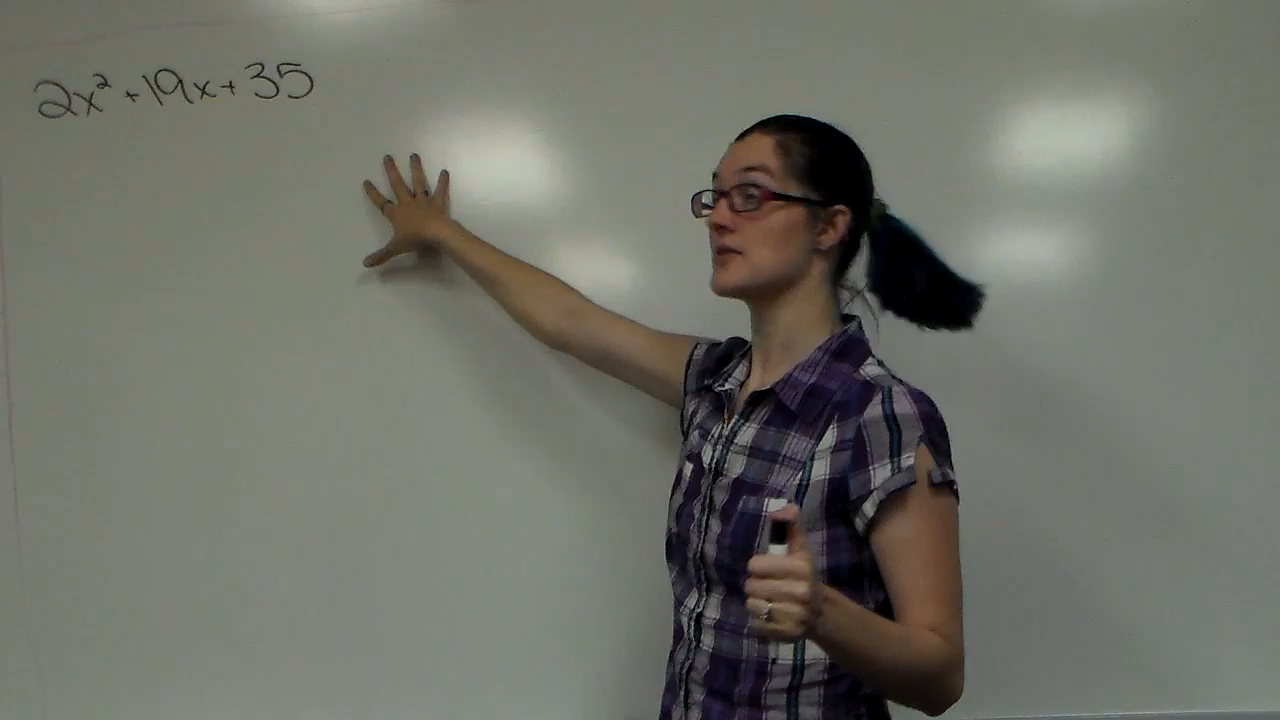 2x² + 19x + 35